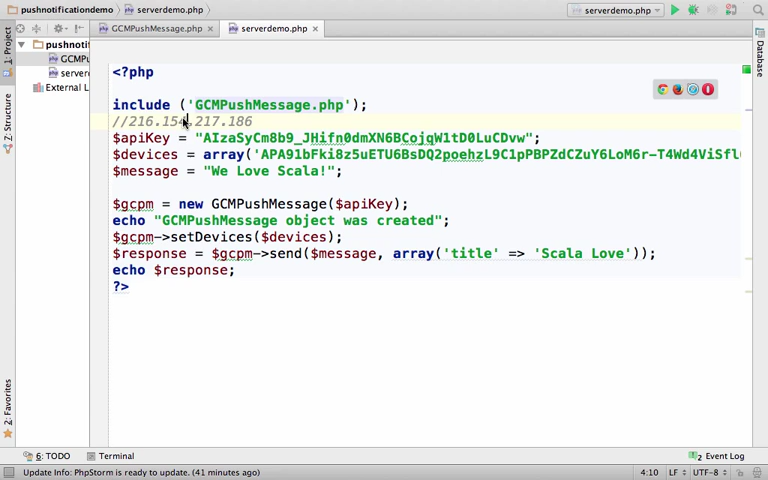 pushnotificationdemo serverdemo.php serverdemo.php
GCMPushMessage.php serverdemo.php
1: Project
7: Structure
2: Favorites
Database
pushnoti
GCMPu
serve
External L
<?php
include ('GCMPushMessage.php');
//216.154.217.186
$apiKey = "AIzaSyCm8b9_JHifn0dmXN6BCojqW1tD0LuCDvw";
$devices = array('APA91bFki8z5uETU6BsDQ2poehzL9C1pPBPZdCZuY6LoM6r-T4Wd4ViSfl
$message = "We Love Scala!";
$gcpm = new GCMPushMessage($apiKey);
echo "GCMPushMessage object was created";
$gcpm->setDevices($devices);
$response = $gcpm->send($message, array('title' => 'Scala Love'));
echo $response;
?>
6: TODO Terminal 2 Event Log
Update Info: PhpStorm is ready to update. (41 minutes ago) 4:10 LF UTF-8